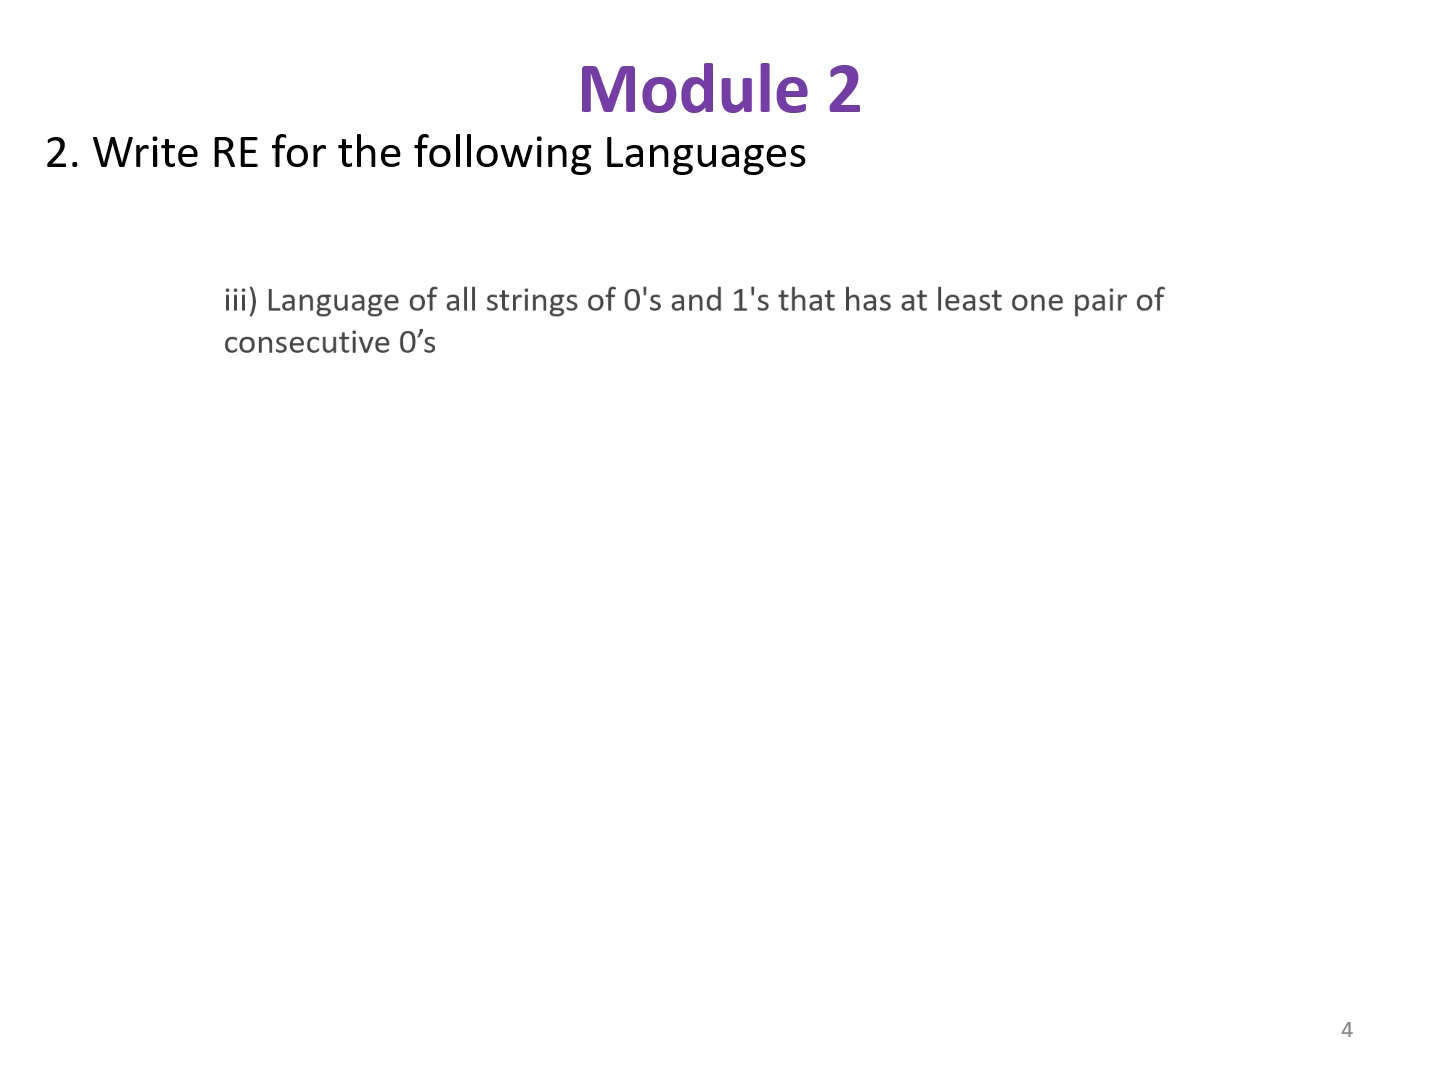 Module 2
2. Write RE for the following Languages
iii) Language of all strings of 0's and 1's that has at least one pair of
consecutive 0’s
4